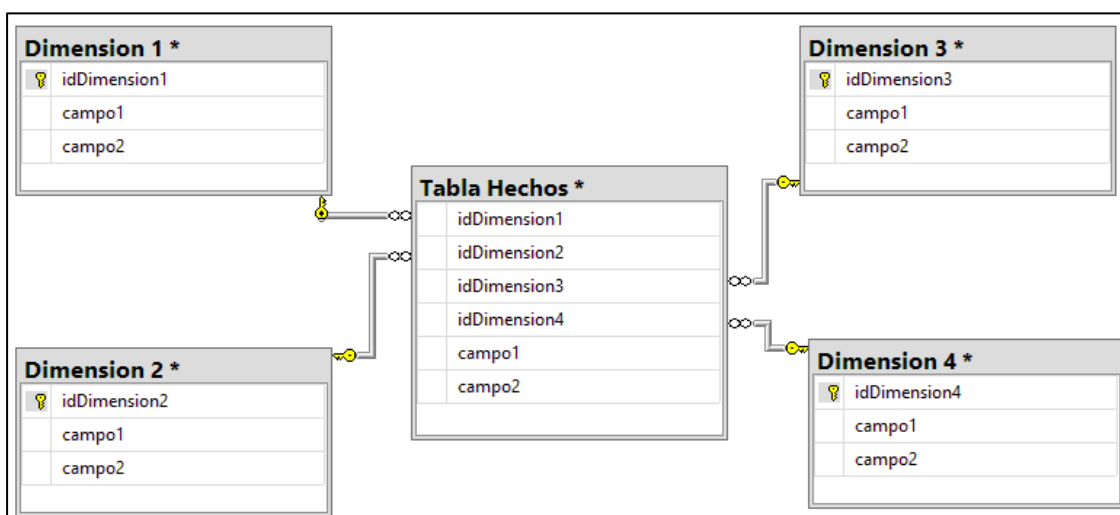 Dimension 1 *
idDimension1
campo1
campo2
Dimension 3 *
idDimension3
campo1
campo2
Tabla Hechos *
idDimension1
idDimension2
idDimension3
idDimension4
campo1
campo2
Dimension 2 *
idDimension2
campo1
campo2
Dimension 4 *
idDimension4
campo1
campo2